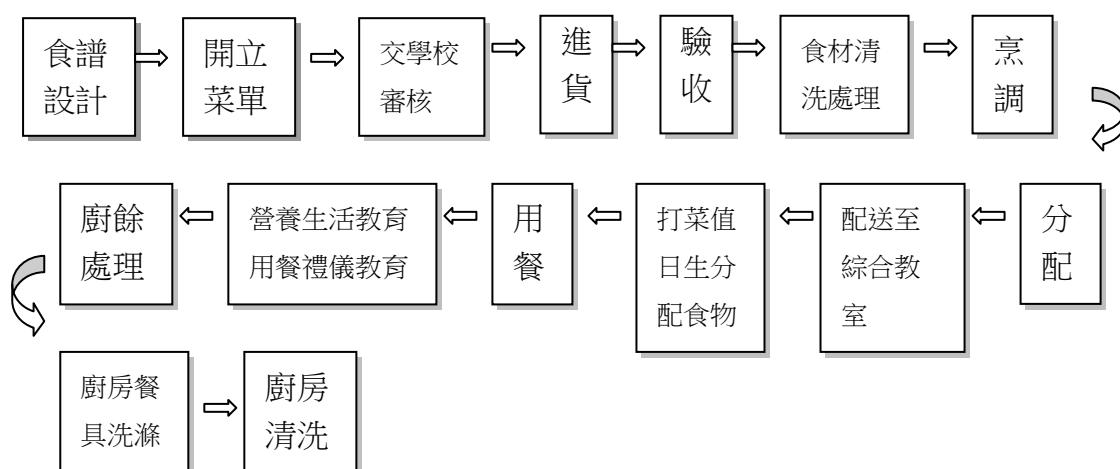 食譜
設計
開立
菜單
交學校
審核
進
貨
驗
收
食材清
洗處理
烹
調
分
配
配送至
綜合教
室
打菜值
日生分
配食物
用
餐
營養生活教育
用餐禮儀教育
廚餘
處理
廚房餐
具洗滌
廚房
清洗